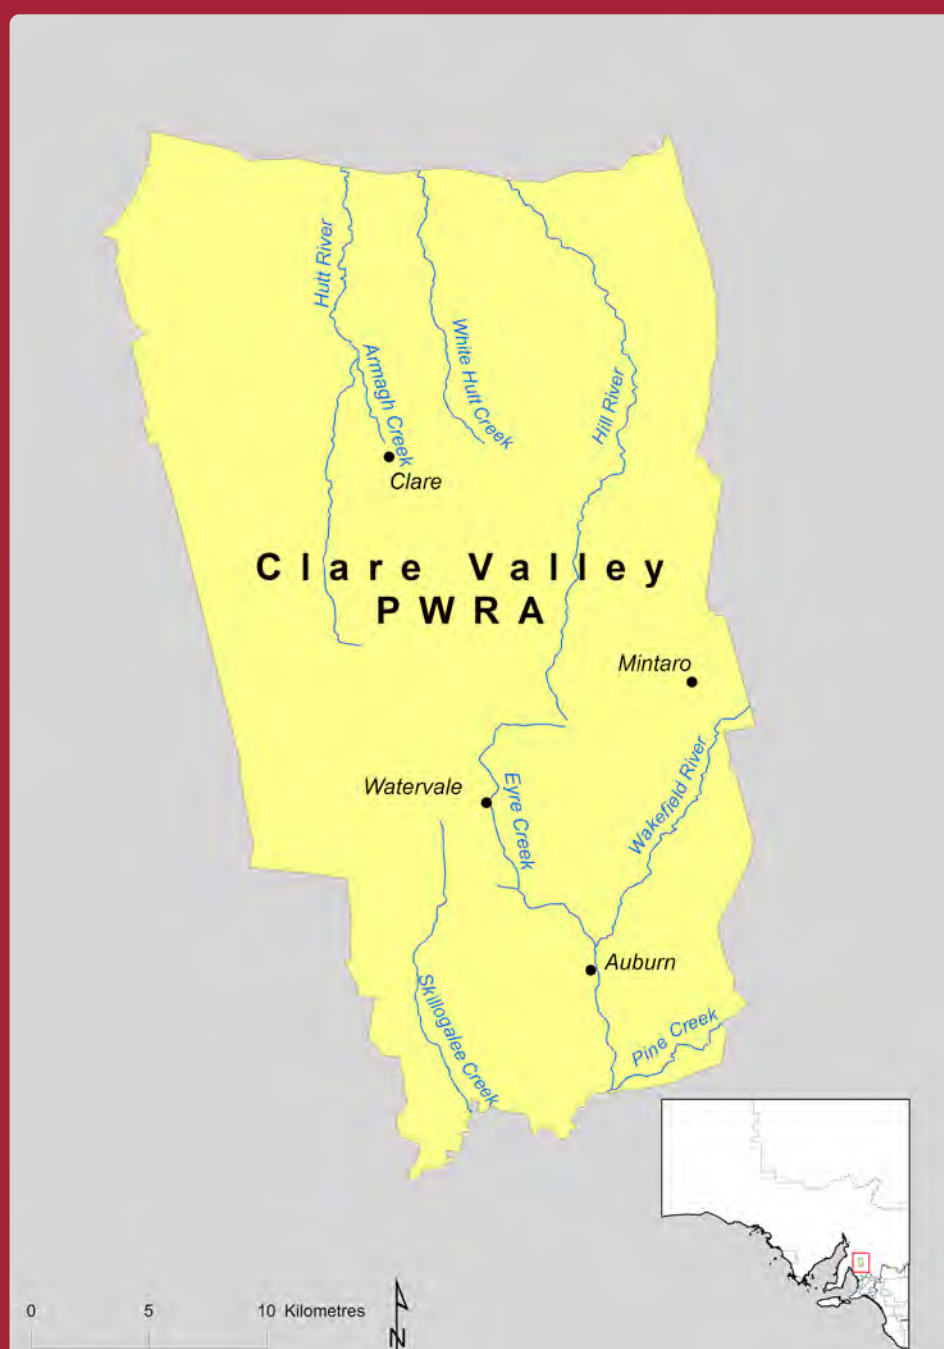 Hutt River
Armagh Creek
White Hutt Creek
Hill River
Clare
Clare Valley
PWRA
Mintaro
Watervale
Eyre Creek
Wakefield River
Auburn
Skillogalee Creek
Pine Creek
0 5 10 Kilometres
N